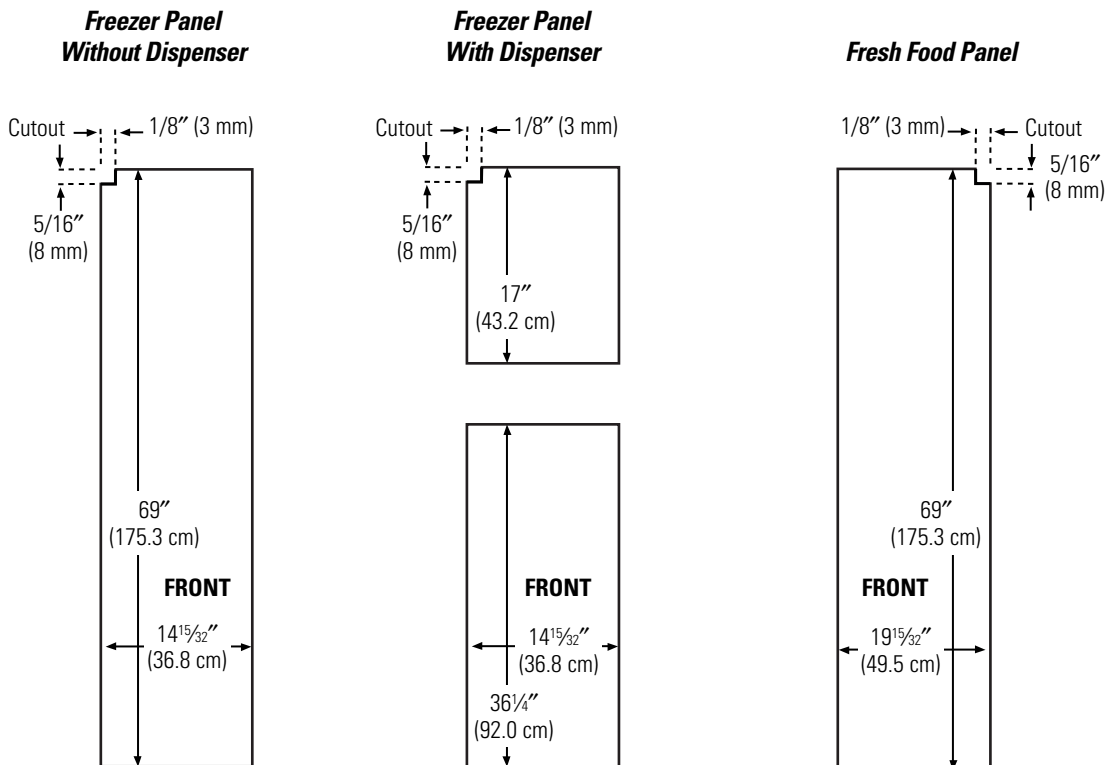 Freezer Panel
Without Dispenser
Cutout
1/8″ (3 mm)
5/16″
(8 mm)
69″
(175.3 cm)
FRONT
14 15/32″
(36.8 cm)
Freezer Panel
With Dispenser
Cutout
1/8″ (3 mm)
5/16″
(8 mm)
17″
(43.2 cm)
FRONT
14 15/32″
(36.8 cm)
36 1/4″
(92.0 cm)
Fresh Food Panel
1/8″ (3 mm)
Cutout
5/16″
(8 mm)
69″
(175.3 cm)
FRONT
19 15/32″
(49.5 cm)